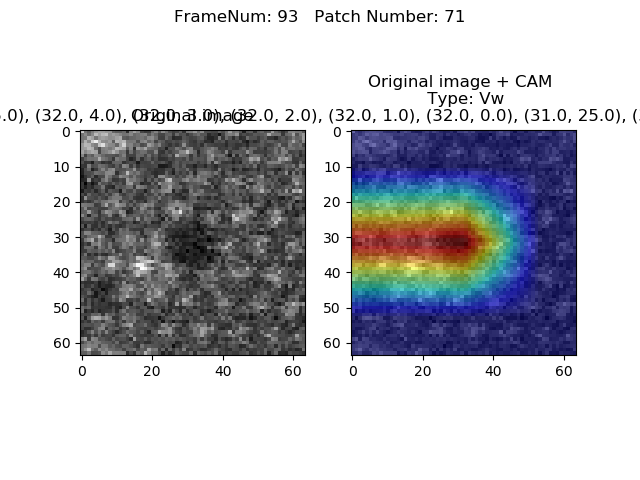 FrameNum: 93   Patch Number: 71
Original image + CAM
Type: Vw
.0), (32.0, 4.0), (32.0, 3.0), (32.0, 2.0), (32.0, 1.0), (32.0, 0.0), (31.0, 25.0), (
Original image
0
10
20
30
40
50
60
0 20 40 60
0
10
20
30
40
50
60
0 20 40 60